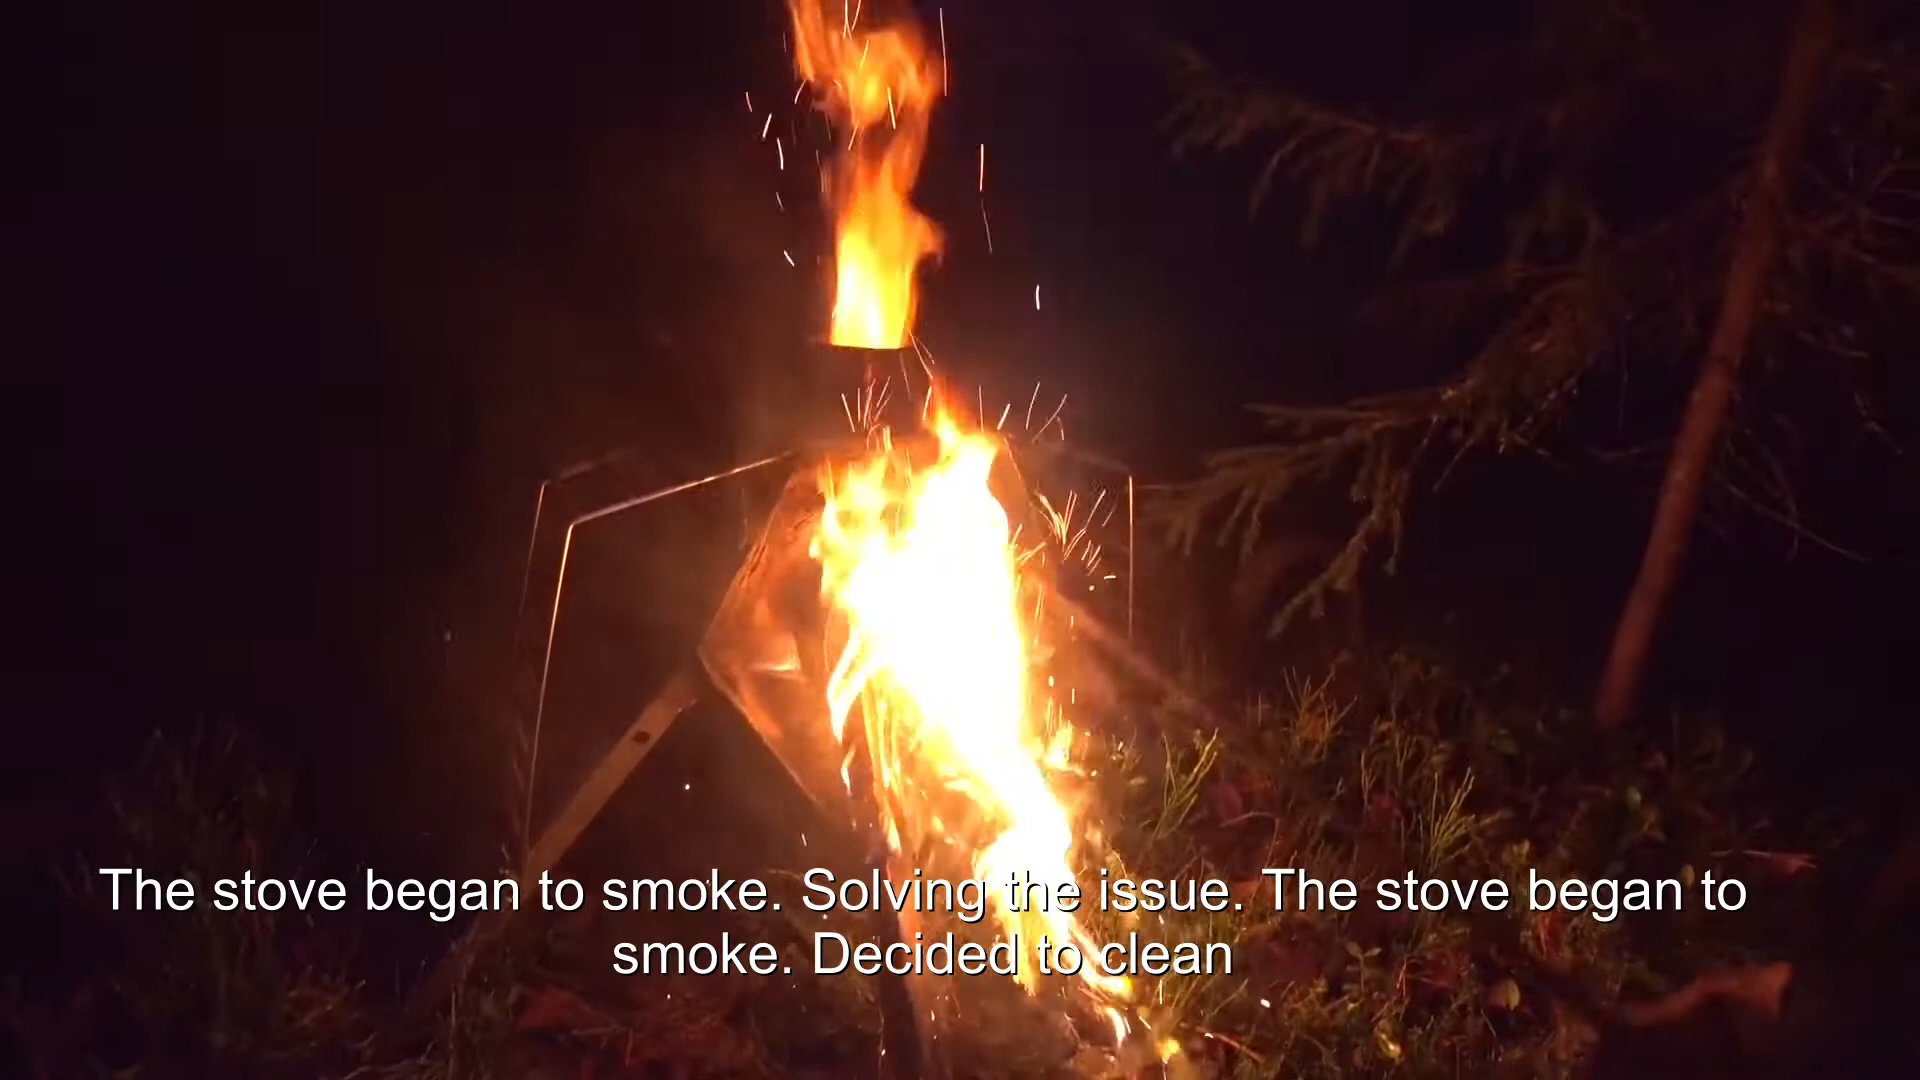 The stove began to smoke. Solving the issue. The stove began to
smoke. Decided to clean